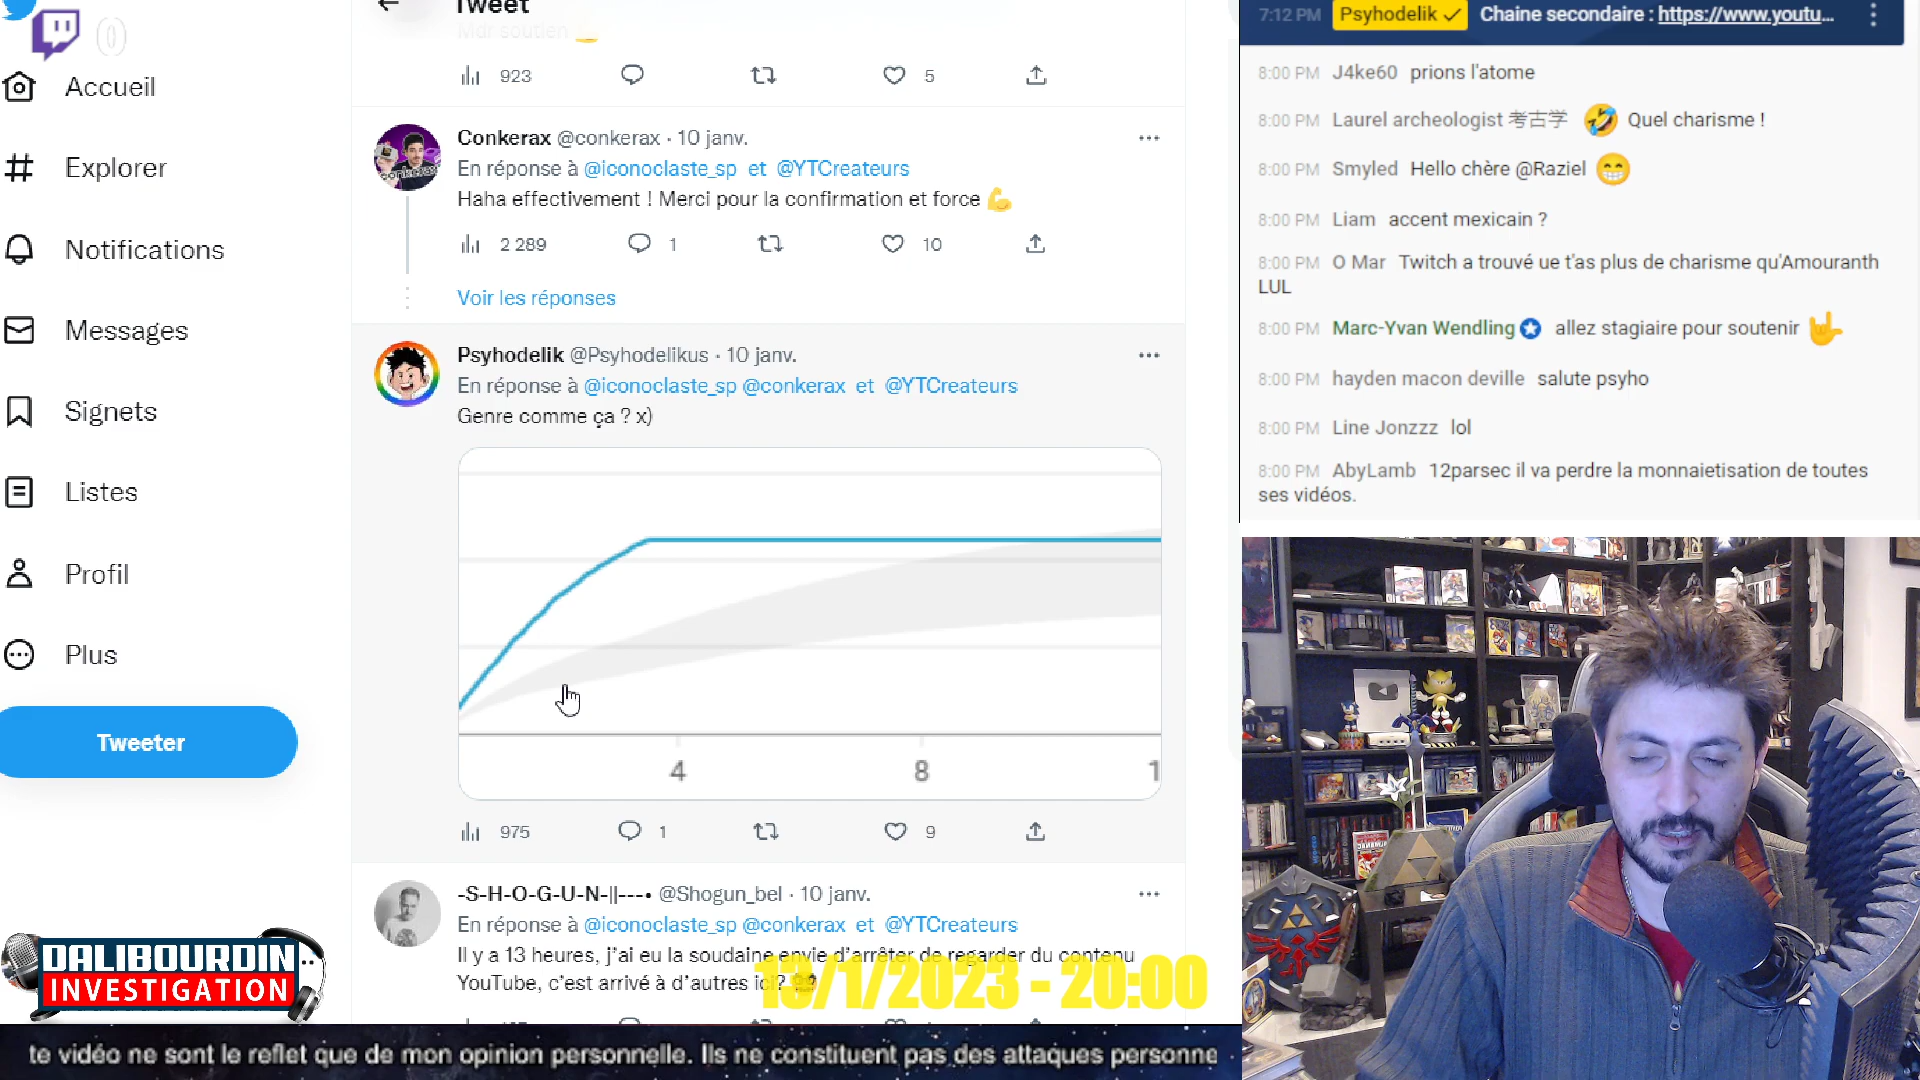 Tweet
Accueil
Explorer
Notifications
Messages
Signets
Listes
Profil
Plus
Tweeter
Mdr soutien
923
5
Conkerax @conkerax · 10 janv.
En réponse à @iconoclaste_sp et @YTCreateurs
Haha effectivement ! Merci pour la confirmation et force 💪
2 289
1
10
Voir les réponses
Psyhodelik @Psyhodelikus · 10 janv.
En réponse à @iconoclaste_sp @conkerax et @YTCreateurs
Genre comme ça ? x)
4
8
1
975
1
9
-S-H-O-G-U-N-||---• @Shogun_bel · 10 janv.
En réponse à @iconoclaste_sp @conkerax et @YTCreateurs
Il y a 13 heures, j'ai eu la soudaine envie d'arrêter de regarder du contenu
YouTube, c'est arrivé à d'autres ici?
13/1/2023 - 20:00
DALIBOURDIN
INVESTIGATION
te vidéo ne sont le reflet que de mon opinion personnelle. Ils ne constituent pas des attaques personne
7:12 PM Psyhodelik ✓ Chaine secondaire : https://www.youtu...
8:00 PM J4ke60 prions l'atome
8:00 PM Laurel archeologist 考古学 🤣 Quel charisme !
8:00 PM Smyled Hello chère @Raziel 😁
8:00 PM Liam accent mexicain ?
8:00 PM O Mar Twitch a trouvé ue t'as plus de charisme qu'Amouranth
LUL
8:00 PM Marc-Yvan Wendling allez stagiaire pour soutenir 🤟
8:00 PM hayden macon deville salute psyho
8:00 PM Line Jonzzz lol
8:00 PM AbyLamb 12parsec il va perdre la monnaietisation de toutes
ses vidéos.